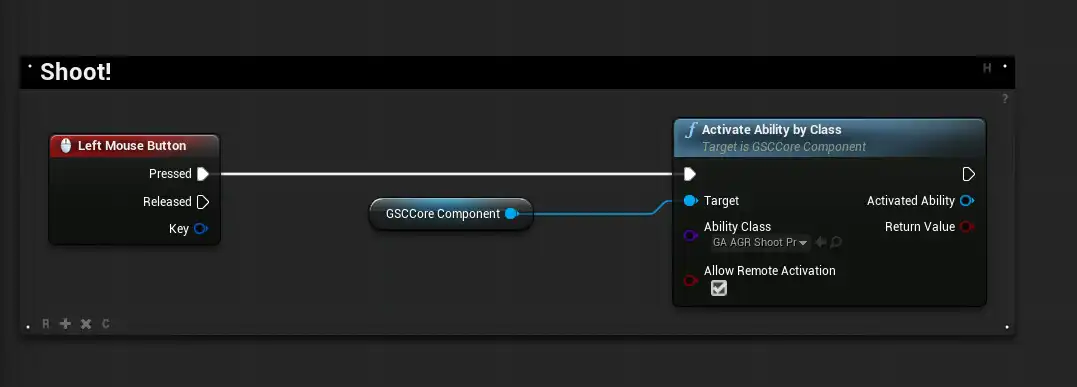 Shoot!
H
?
Left Mouse Button
Pressed
Released
Key
GSCCore Component
f Activate Ability by Class
Target is GSCCore Component
Target
Activated Ability
Ability Class
GA AGR Shoot Pr
Return Value
Allow Remote Activation
R C